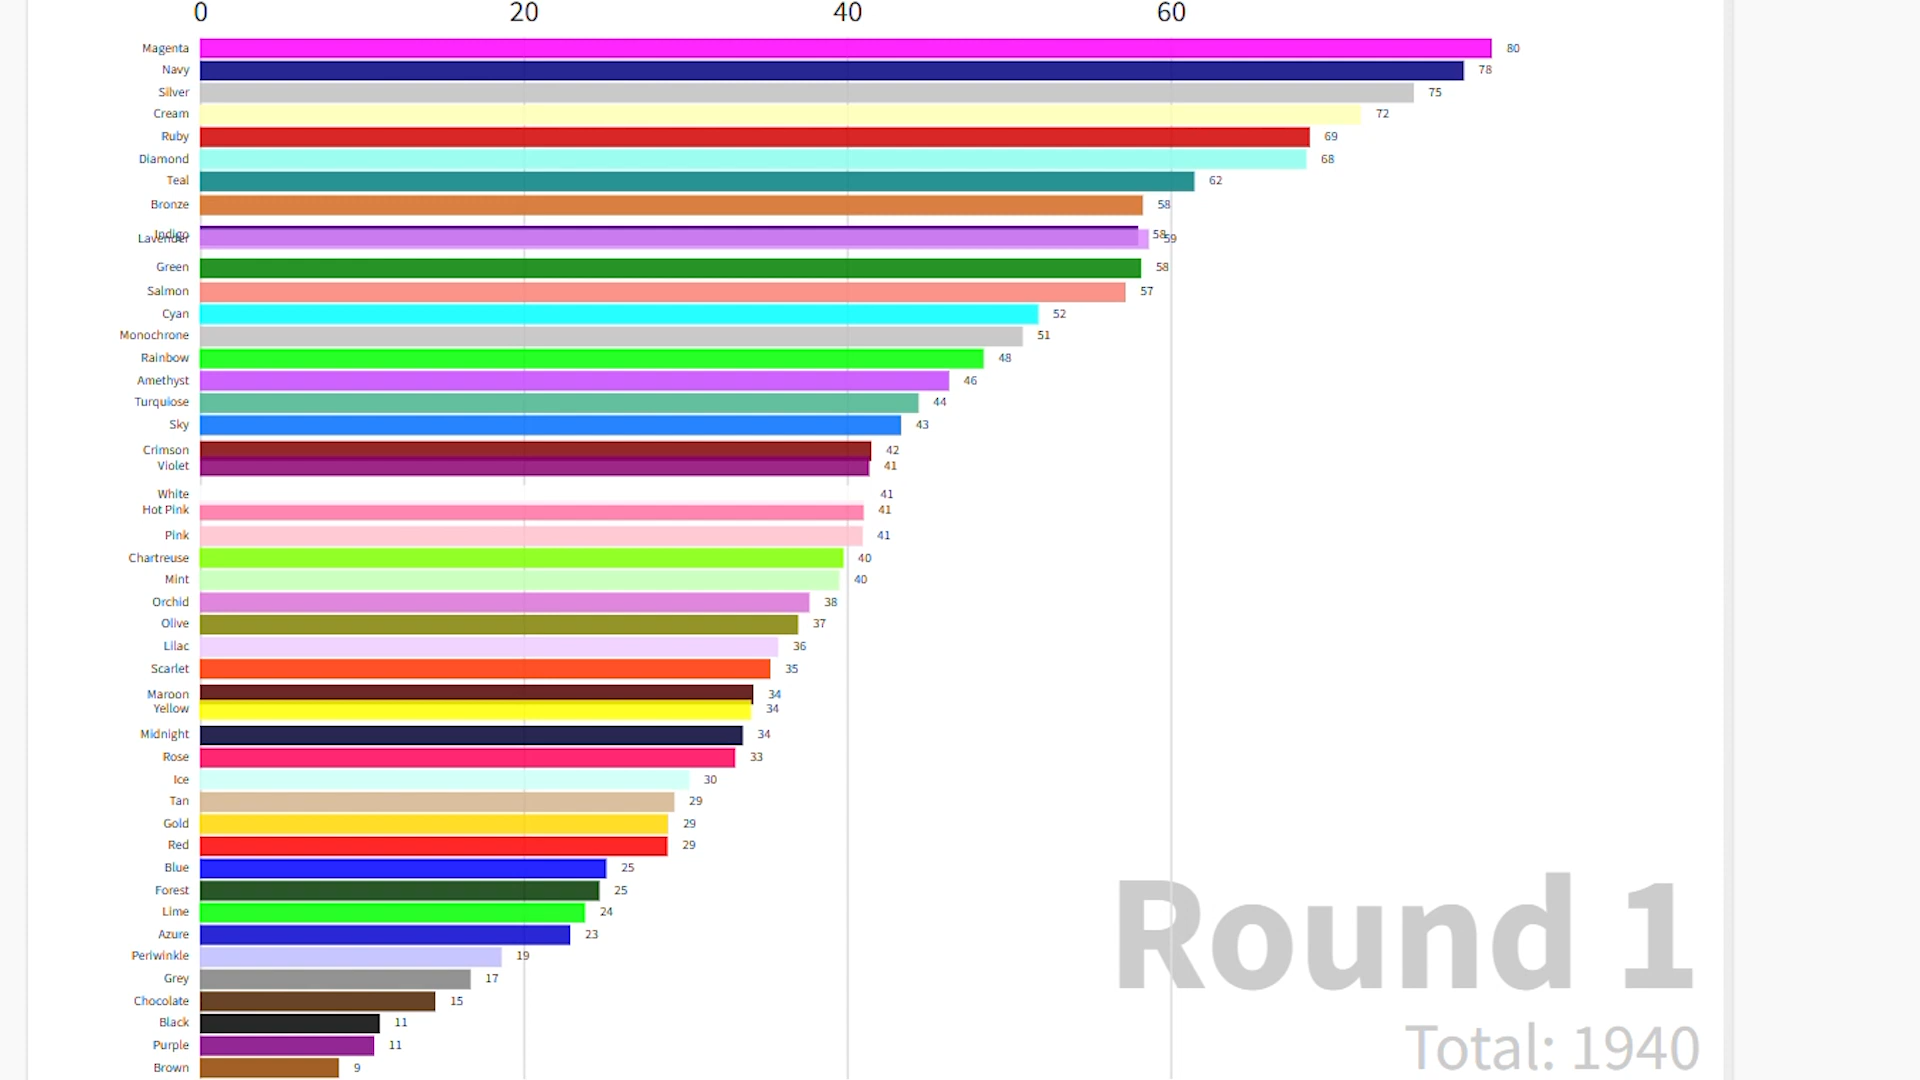 0 20 40 60
Magenta 80
Navy 78
Silver 75
Cream 72
Ruby 69
Diamond 68
Teal 62
Bronze 58
Indigo 58
Lavender 59
Green 58
Salmon 57
Cyan 52
Monochrone 51
Rainbow 48
Amethyst 46
Turquiose 44
Sky 43
Crimson 42
Violet 41
White 41
Hot Pink 41
Pink 41
Chartreuse 40
Mint 40
Orchid 38
Olive 37
Lilac 36
Scarlet 35
Maroon 34
Yellow 34
Midnight 34
Rose 33
Ice 30
Tan 29
Gold 29
Red 29
Blue 25
Forest 25
Lime 24
Azure 23
Periwinkle 19
Grey 17
Chocolate 15
Black 11
Purple 11
Brown 9
Round 1
Total: 1940